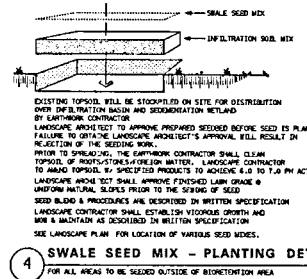 SWALE SEED MIX
INFILTRATION SOIL MIX
EXISTING TOPSOIL WILL BE STOCKPILED ON SITE FOR DISTRIBUTION
OVER INFILTRATION BASIN AND SEDIMENTATION WETLAND
BY EARTHWORK CONTRACTOR
LANDSCAPE ARCHITECT TO APPROVE PREPARED SEEDBED BEFORE SEED IS PLAN
FAILURE TO OBTAINE LANDSCAPE ARCHITECT'S APPROVAL WILL RESULT IN
REJECTION OF THE SEEDING WORK.
PRIOR TO SPREADING, THE EARTHWORK CONTRACTOR SHALL CLEAN
TOPSOIL OF ROOTS/STONES/FOREIGN MATTER. LANDSCAPE CONTRACTOR
TO AMEND TOPSOIL W/ SPECIFIED PRODUCTS TO ACHIEVE 6.0 TO 7.0 PH ACT
LANDSCAPE ARCHITECT SHALL APPROVE FINISHED LAWN GRADE @
UNIFORM NATURAL SLOPES PRIOR TO THE SEEDING OF SEED
SEED BLEND & PROCEDURES ARE DESCRIBED IN WRITTEN SPECIFICATION
LANDSCAPE CONTRACTOR SHALL ESTABLISH VIGOROUS GROWTH AND
MOW & MAINTAIN AS DESCRIBED IN WRITTEN SPECIFICATION
SEE LANDSCAPE PLAN FOR LOCATION OF VARIOUS SEED MIXES.
4 SWALE SEED MIX - PLANTING DE
FOR ALL AREAS TO BE SEEDED OUTSIDE OF BIORETENTION AREA